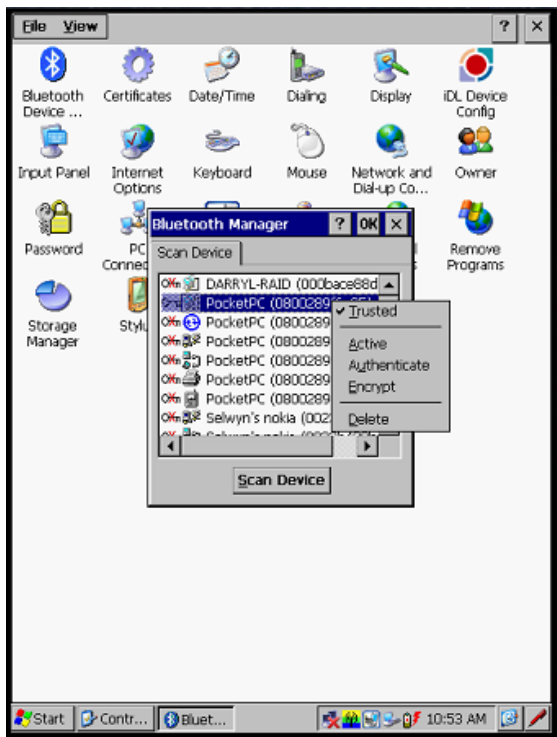 File View ? ×
Bluetooth Device ...
Certificates
Date/Time
Dialing
Display
iDL Device Config
Input Panel
Internet Options
Keyboard
Mouse
Network and Dial-up Co...
Owner
Password
PC
Connec
Remove Programs
Storage Manager
Stylu
Bluetooth Manager ? OK ×
Scan Device
DARRYL-RAID (000bace88d
PocketPC (0800289
PocketPC (0800289
PocketPC (0800289
PocketPC (0800289
PocketPC (0800289
PocketPC (0800289
Selwyn's nokia (002
Selwyn's nokia
Trusted
Active
Authenticate
Encrypt
Delete
Scan Device
Start Contr... Bluet... 10:53 AM